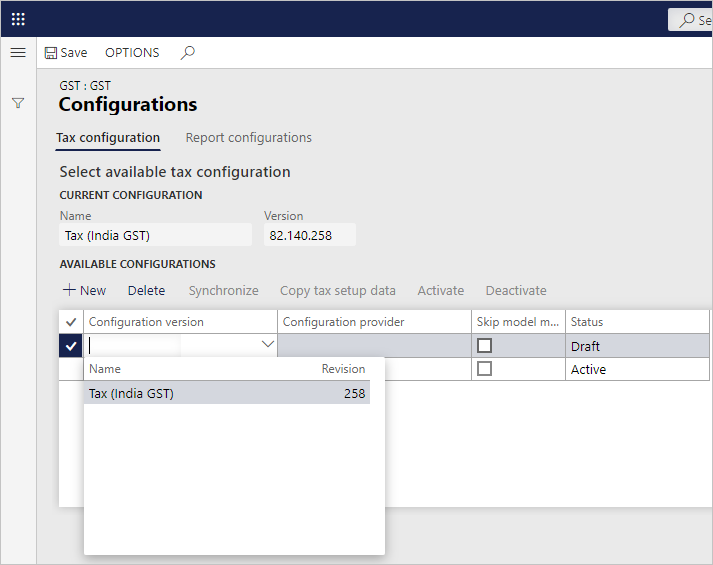 Se
Save OPTIONS
GST : GST
Configurations
Tax configuration Report configurations
Select available tax configuration
CURRENT CONFIGURATION
Name Version
Tax (India GST) 82.140.258
AVAILABLE CONFIGURATIONS
New Delete Synchronize Copy tax setup data Activate Deactivate
Configuration version Configuration provider Skip model m... Status
Draft
Active
Name Revision
Tax (India GST) 258